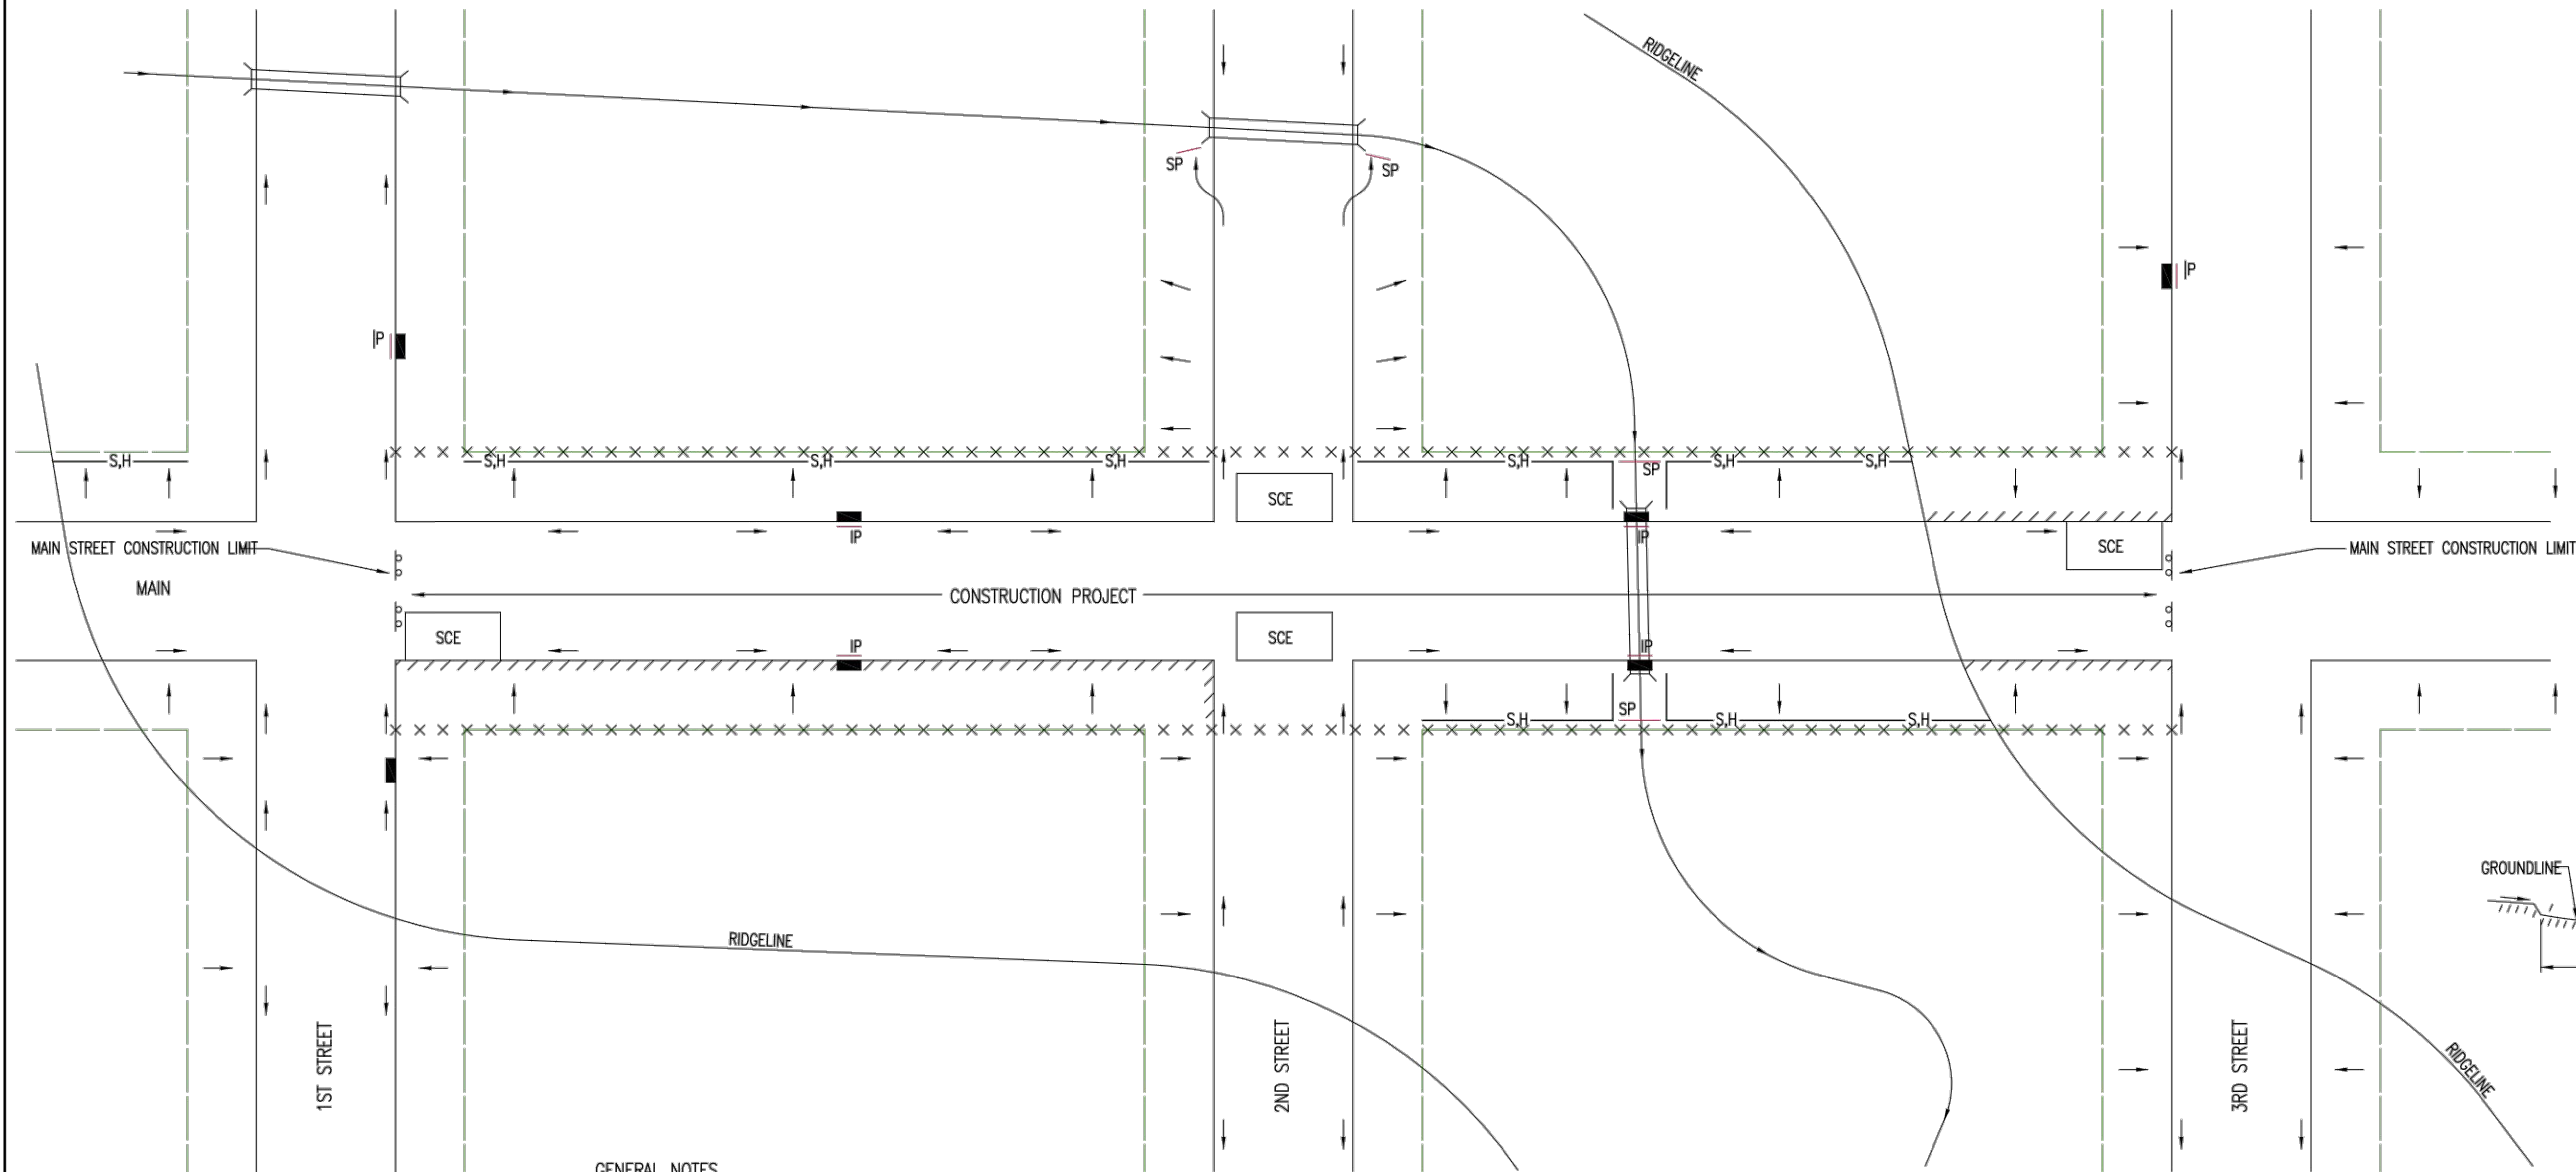 RIDGELINE
SP
SP
IP
IP
S,H
S,H
S,H
S,H
S,H
SP
S,H
S,H
SCE
IP
IP
SCE
MAIN STREET CONSTRUCTION LIMIT
MAIN STREET CONSTRUCTION LIMIT
MAIN
CONSTRUCTION PROJECT
SCE
SCE
IP
IP
SP
S,H
S,H
S,H
GROUNDLINE
RIDGELINE
1ST STREET
2ND STREET
3RD STREET
RIDGELINE
GENERAL NOTES